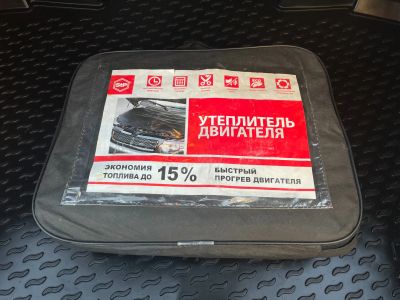 УТЕПЛИТЕЛЬ
ДВИГАТЕЛЯ
ЭКОНОМИЯ
ТОПЛИВА ДО 15%
БЫСТРЫЙ
ПРОГРЕВ ДВИГАТЕЛЯ